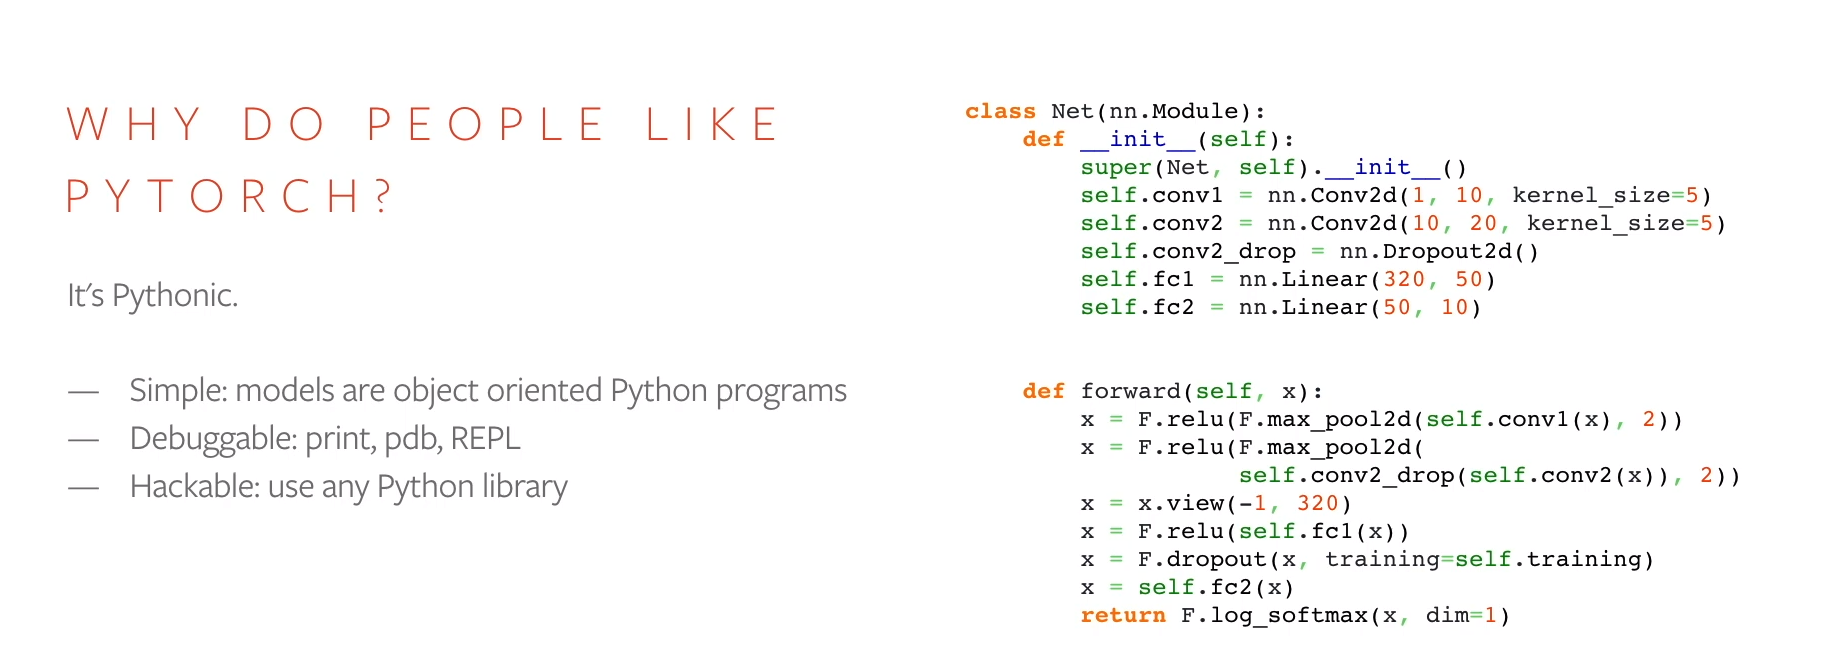 WHY DO PEOPLE LIKE
PYTORCH?
It's Pythonic.
— Simple: models are object oriented Python programs
— Debuggable: print, pdb, REPL
— Hackable: use any Python library
class Net(nn.Module):
    def __init__(self):
        super(Net, self).__init__()
        self.conv1 = nn.Conv2d(1, 10, kernel_size=5)
        self.conv2 = nn.Conv2d(10, 20, kernel_size=5)
        self.conv2_drop = nn.Dropout2d()
        self.fc1 = nn.Linear(320, 50)
        self.fc2 = nn.Linear(50, 10)
    def forward(self, x):
        x = F.relu(F.max_pool2d(self.conv1(x), 2))
        x = F.relu(F.max_pool2d(
                   self.conv2_drop(self.conv2(x)), 2))
        x = x.view(-1, 320)
        x = F.relu(self.fc1(x))
        x = F.dropout(x, training=self.training)
        x = self.fc2(x)
        return F.log_softmax(x, dim=1)